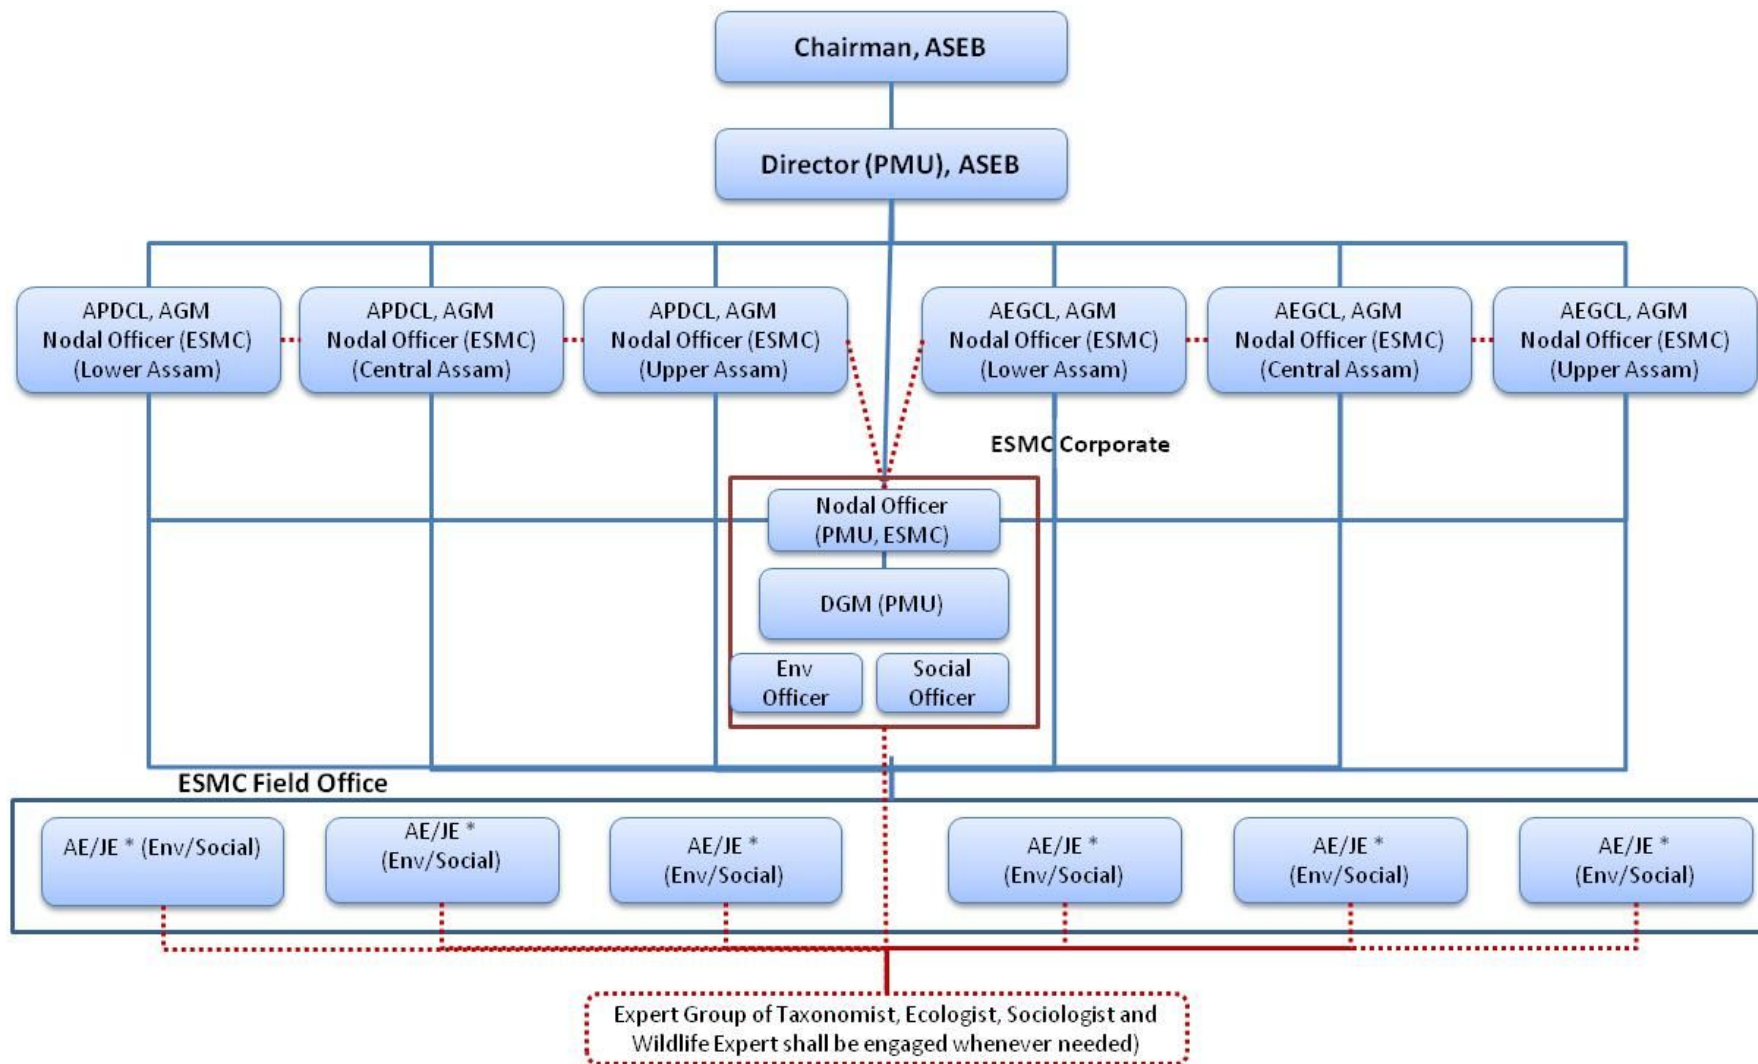 Chairman, ASEB
Director (PMU), ASEB
APDCL, AGM
Nodal Officer (ESMC)
(Lower Assam)
APDCL, AGM
Nodal Officer (ESMC)
(Central Assam)
APDCL, AGM
Nodal Officer (ESMC)
(Upper Assam)
AEGCL, AGM
Nodal Officer (ESMC)
(Lower Assam)
AEGCL, AGM
Nodal Officer (ESMC)
(Central Assam)
AEGCL, AGM
Nodal Officer (ESMC)
(Upper Assam)
ESMC Corporate
Nodal Officer
(PMU, ESMC)
DGM (PMU)
Env
Officer
Social
Officer
ESMC Field Office
AE/JE * (Env/Social)
AE/JE *
(Env/Social)
AE/JE *
(Env/Social)
AE/JE *
(Env/Social)
AE/JE *
(Env/Social)
AE/JE *
(Env/Social)
Expert Group of Taxonomist, Ecologist, Sociologist and
Wildlife Expert shall be engaged whenever needed)